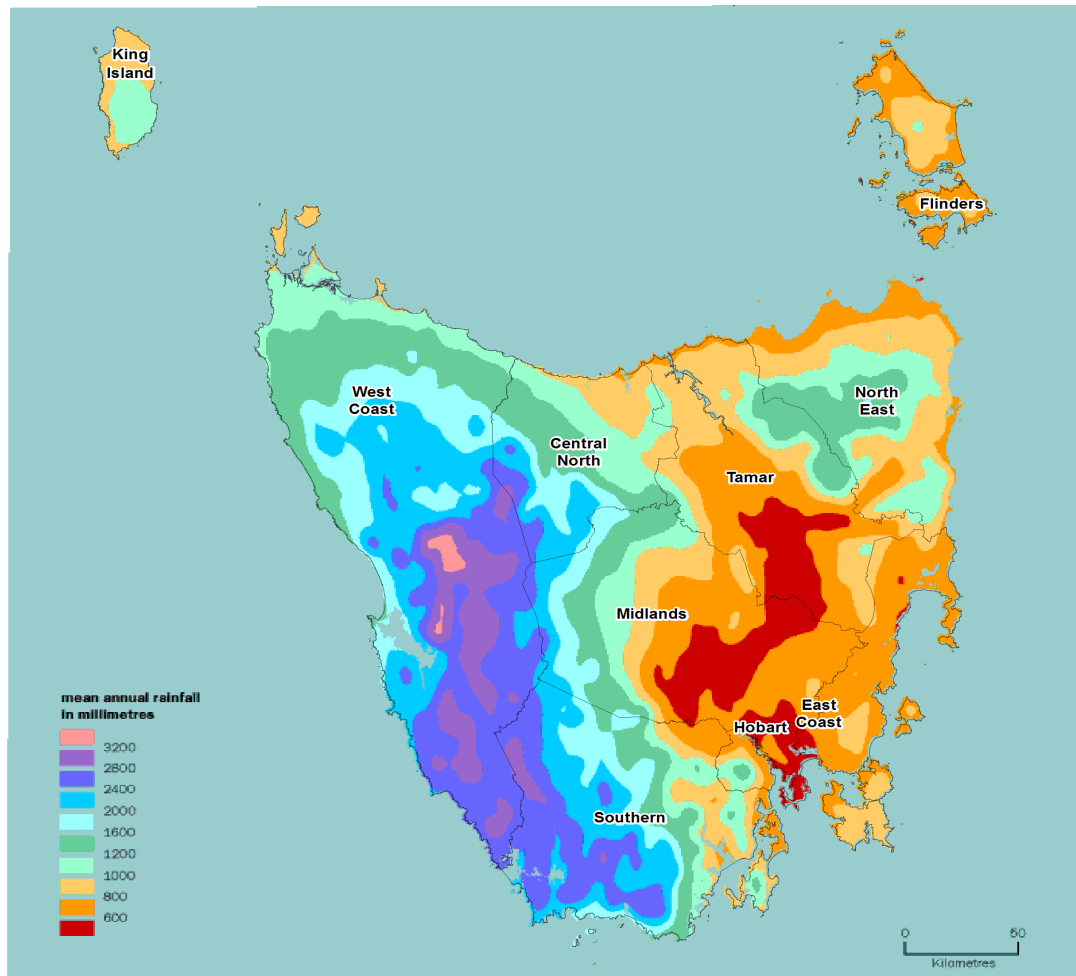 King
Island
Flinders
West
Coast
North
East
Central
North
Tamar
Midlands
mean annual rainfall
in millimetres
East
Coast
Hobart
3200
2800
2400
2000
1600
1200
1000
800
600
Southern
0 50
Kilometres